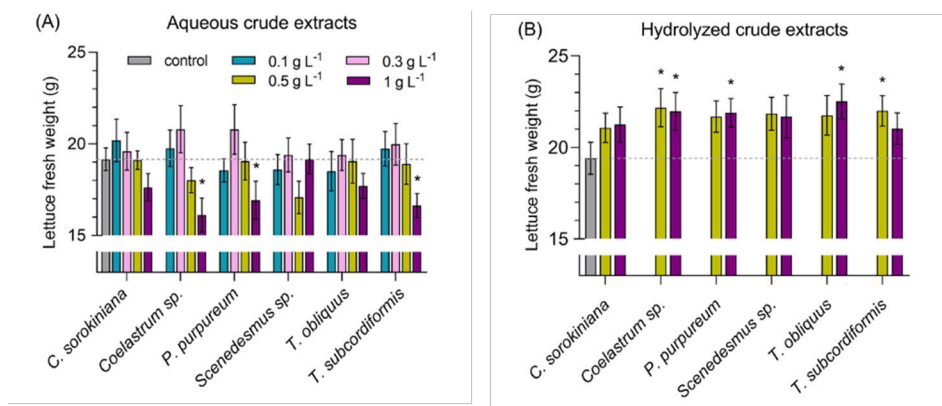 (A)
Aqueous crude extracts
control
0.1 g L⁻¹
0.3 g L⁻¹
0.5 g L⁻¹
1 g L⁻¹
Lettuce fresh weight (g)
25
20
15
*
*
*
C. sorokiniana
Coelastrum sp.
P. purpureum
Scenedesmus sp.
T. obliquus
T. subcordiformis
(B)
Hydrolyzed crude extracts
Lettuce fresh weight (g)
25
20
15
*
*
*
*
*
C. sorokiniana
Coelastrum sp.
P. purpureum
Scenedesmus sp.
T. obliquus
T. subcordiformis